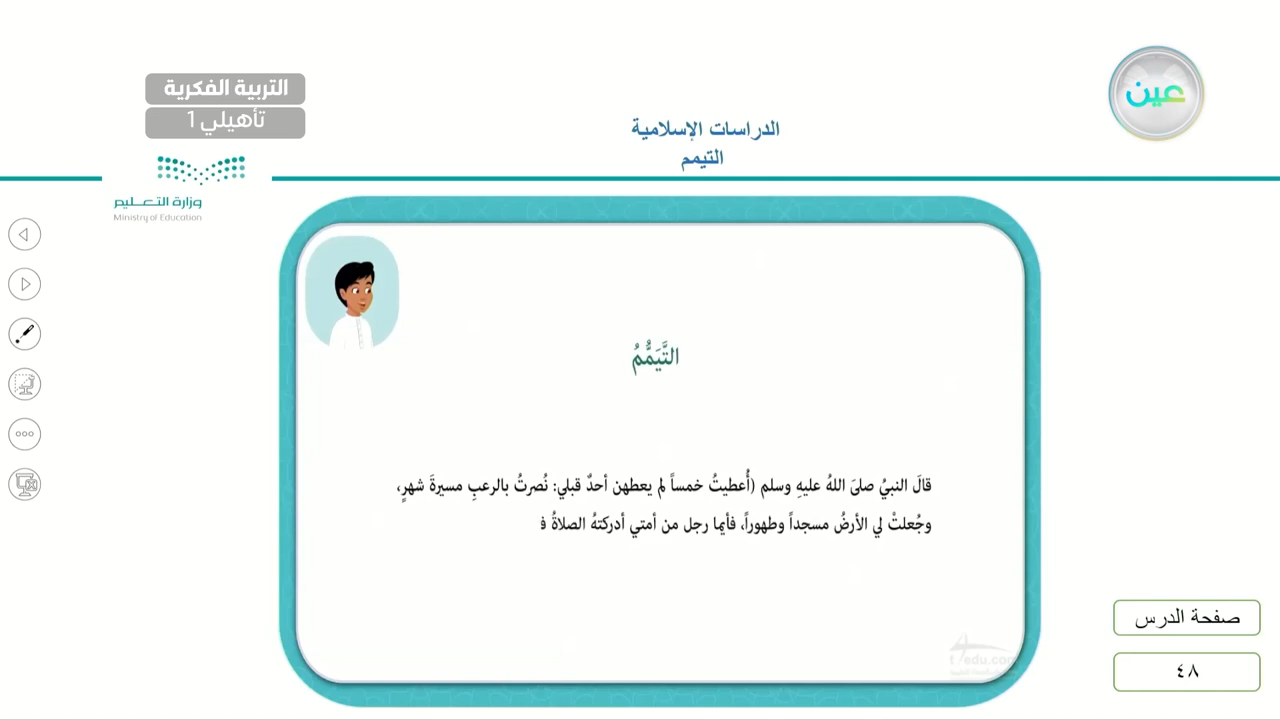 عين
التربية الفكرية
تأهيلي 1
الدراسات الإسلامية
التيمم
وزارة التعـــليم
Ministry of Education
التَّيَمُّمُ
قالَ النبيُ صلىَ اللهُ عليهِ وسلم (أُعطيتُ خمساً لم يعطهن أحدٌ قبلي: نُصرتُ بالرعبِ مسيرةَ شهرٍ،
وجُعلتْ لي الأرضُ مسجداً وطهوراً، فأيما رجل من أمتي أدركتهُ الصلاةُ ف
صفحة الدرس
٤٨